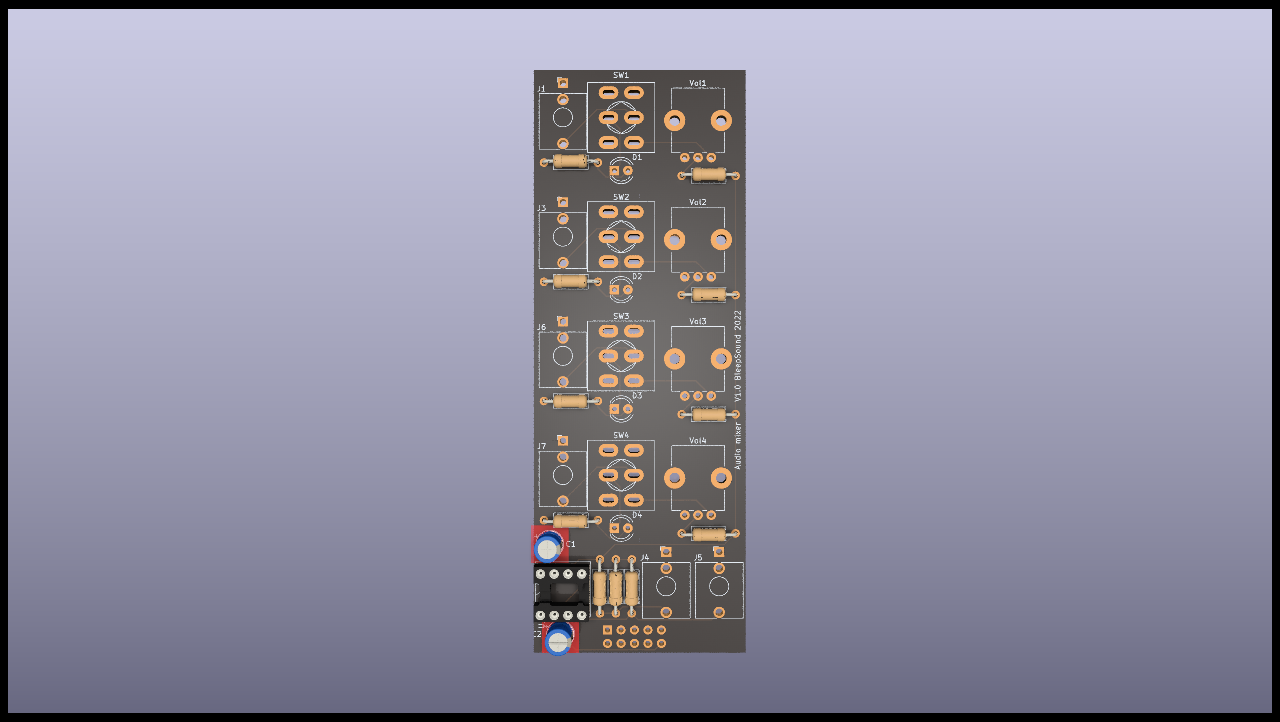 SW1
Vol1
J1
D1
SW2
Vol2
J3
D2
SW3
Vol3
J6
D3
SW4
Vol4
J7
D4
C1
J4
J5
C2
Audio mixer V1.0 BleepSound 2022